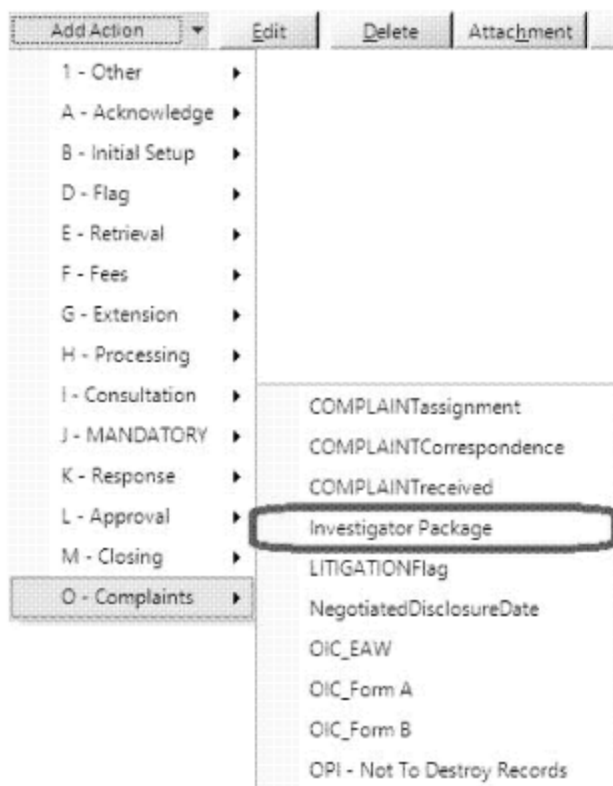 Add Action Edit Delete Attachment
1 - Other
A - Acknowledge
B - Initial Setup
D - Flag
E - Retrieval
F - Fees
G - Extension
H - Processing
I - Consultation
J - MANDATORY
K - Response
L - Approval
M - Closing
O - Complaints
COMPLAINTassignment
COMPLAINTCorrespondence
COMPLAINTreceived
Investigator Package
LITIGATIONFlag
NegotiatedDisclosureDate
OIC_EAW
OIC_Form A
OIC_Form B
OPI - Not To Destroy Records